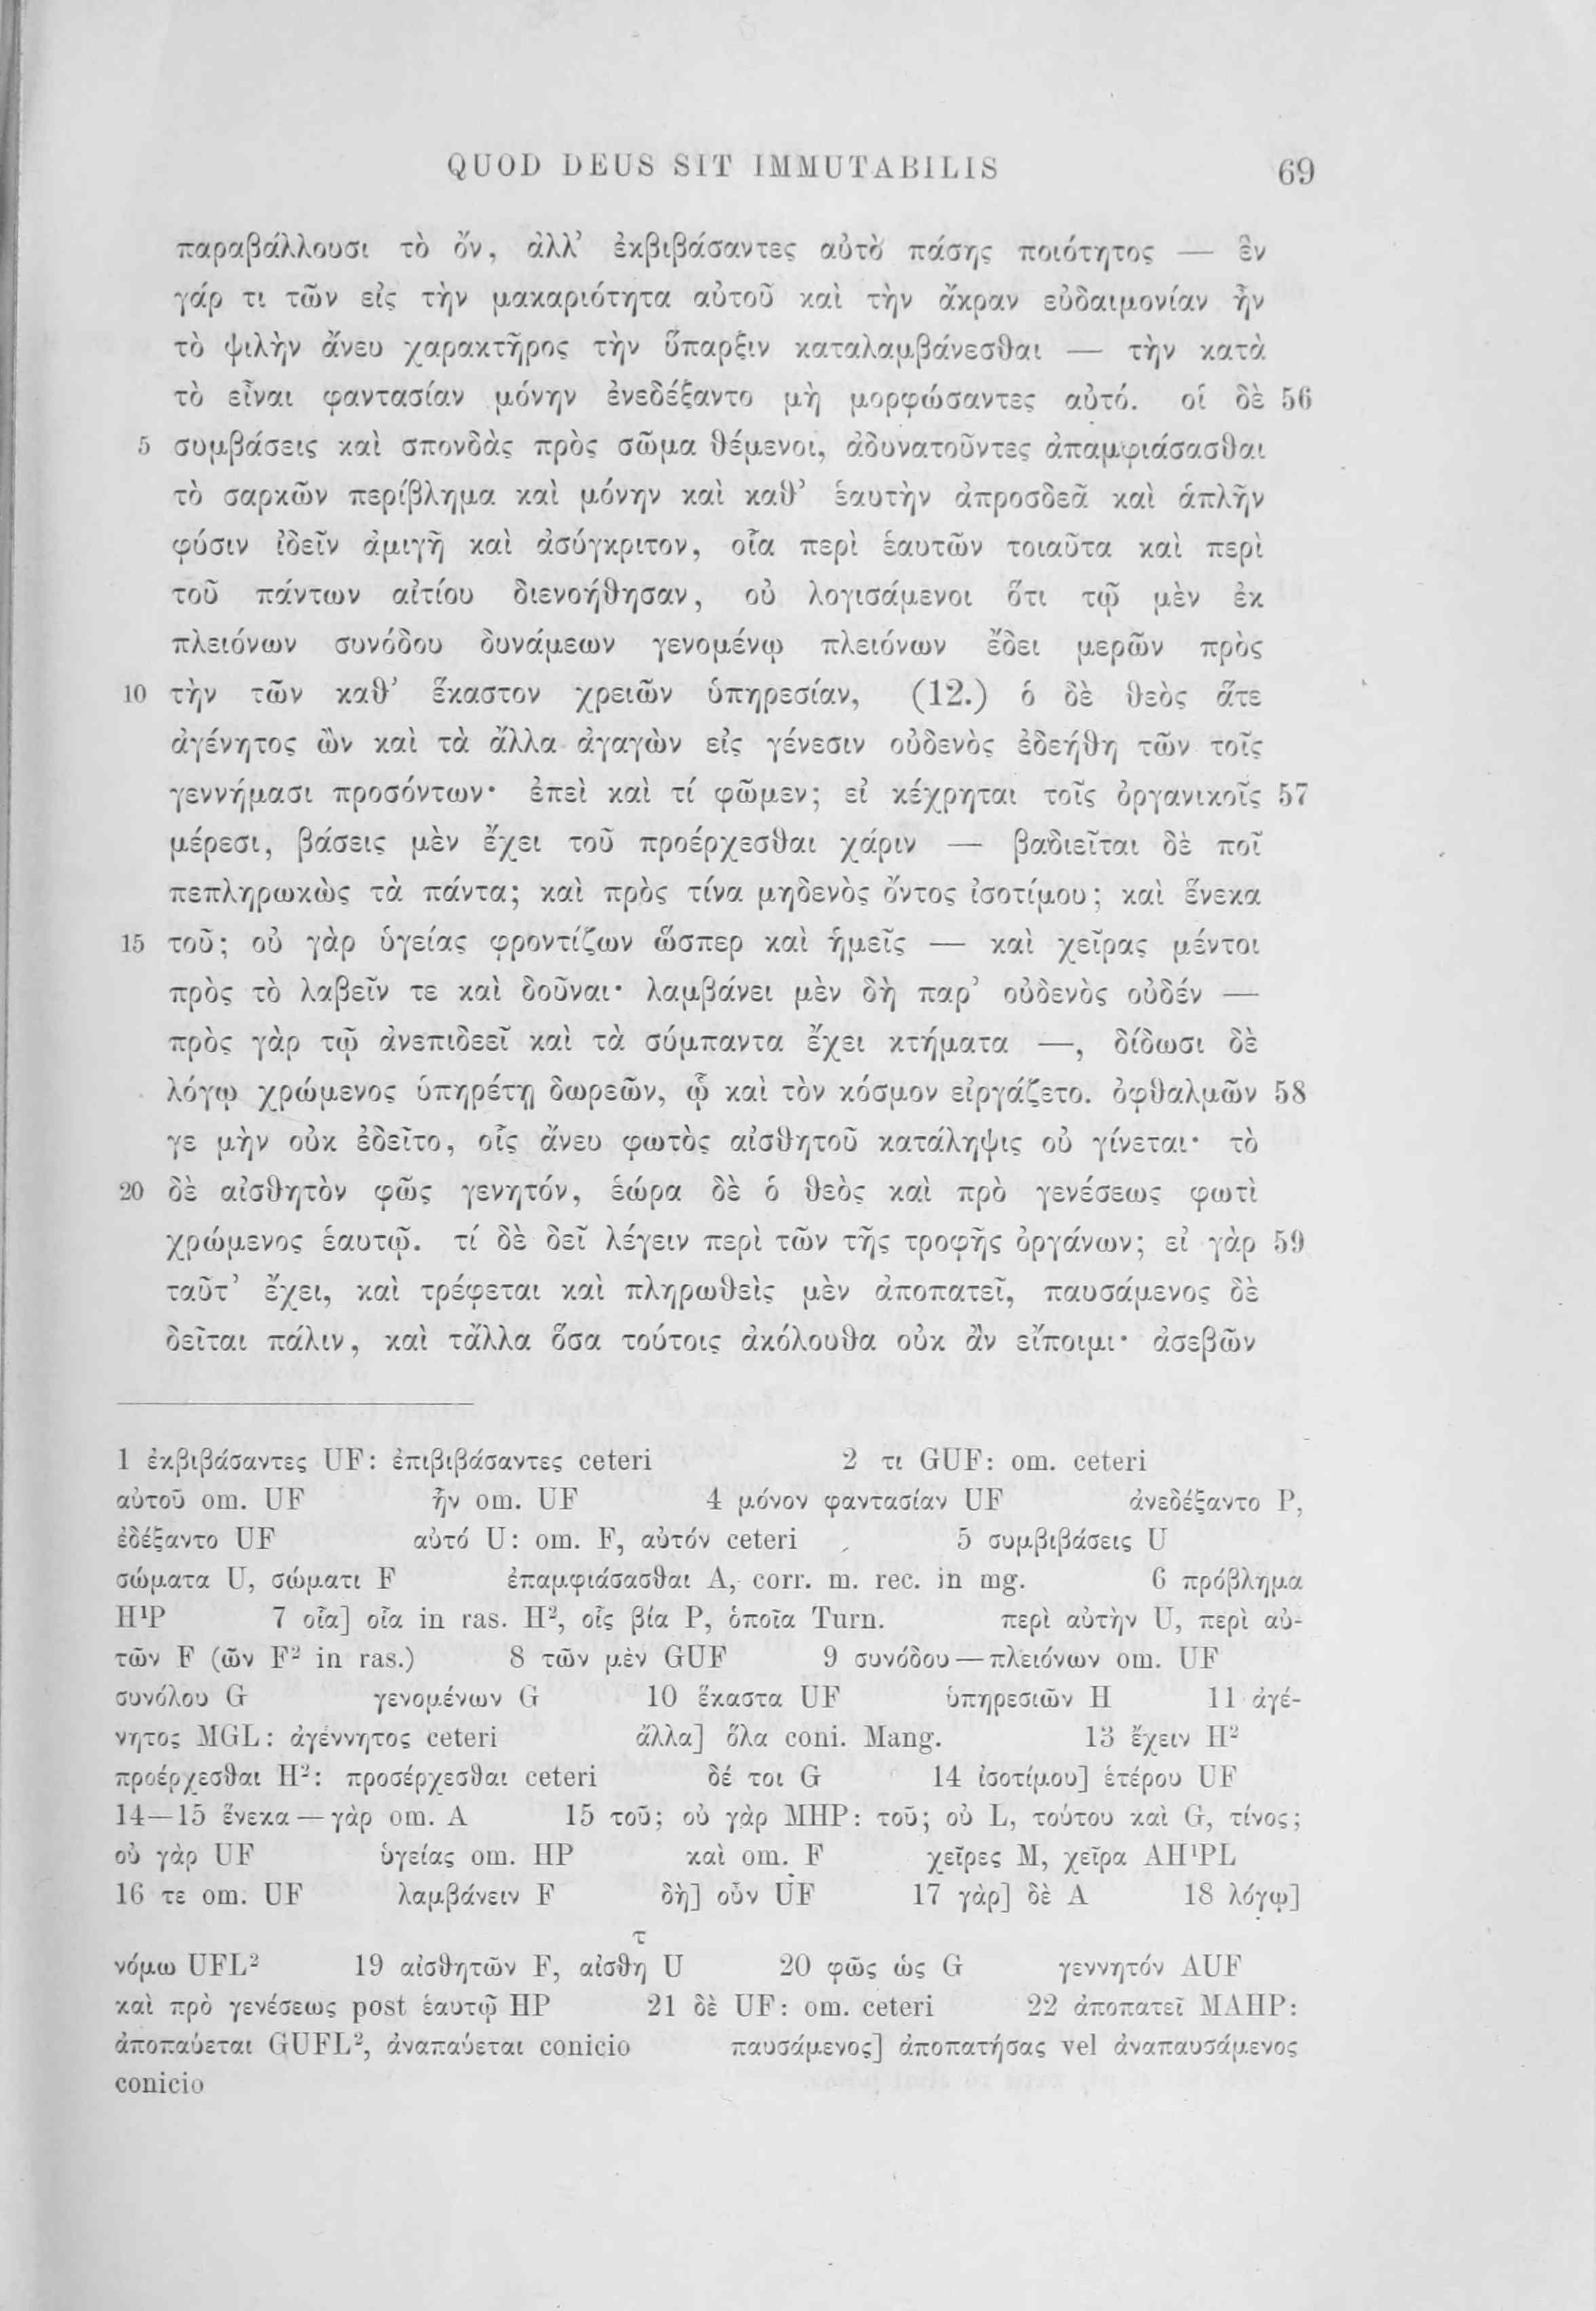 QUOD DEUS SIT IMMUTABILIS 69
παραβάλλουσι τὸ ὄν, ἀλλ’ ἐκβιβάσαντες αὐτὸ πάσης ποιότητος — ἓν
γάρ τι τῶν εἰς τὴν μακαριότητα αὐτοῦ καὶ τὴν ἄκραν εὐδαιμονίαν ἦν
τὸ ψιλὴν ἄνευ χαρακτῆρος τὴν ὕπαρξιν καταλαμβάνεσθαι — τὴν κατὰ
τὸ εἶναι φαντασίαν μόνην ἐνεδέξαντο μὴ μορφώσαντες αὐτό. οἱ δὲ 56
5 συμβάσεις καὶ σπονδὰς πρὸς σῶμα θέμενοι, ἀδυνατοῦντες ἀπαμφιάσασθαι
τὸ σαρκῶν περίβλημα καὶ μόνην καὶ καθ’ ἑαυτὴν ἀπροσδεᾶ καὶ ἁπλῆν
φύσιν ἰδεῖν ἀμιγῆ καὶ ἀσύγκριτον, οἷα περὶ ἑαυτῶν τοιαῦτα καὶ περὶ
τοῦ πάντων αἰτίου διενοήθησαν, οὐ λογισάμενοι ὅτι τῷ μὲν ἐκ
πλειόνων συνόδου δυνάμεων γενομένῳ πλειόνων ἔδει μερῶν πρὸς
10 τὴν τῶν καθ’ ἕκαστον χρειῶν ὑπηρεσίαν, (12.) ὁ δὲ θεὸς ἅτε
ἀγένητος ὢν καὶ τὰ ἄλλα ἀγαγὼν εἰς γένεσιν οὐδενὸς ἐδεήθη τῶν τοῖς
γεννήμασι προσόντων· ἐπεὶ καὶ τί φῶμεν; εἰ κέχρηται τοῖς ὀργανικοῖς 57
μέρεσι, βάσεις μὲν ἔχει τοῦ προέρχεσθαι χάριν — βαδιεῖται δὲ ποῖ
πεπληρωκὼς τὰ πάντα; καὶ πρὸς τίνα μηδενὸς ὄντος ἰσοτίμου; καὶ ἕνεκα
15 τοῦ; οὐ γὰρ ὑγείας φροντίζων ὥσπερ καὶ ἡμεῖς — καὶ χεῖρας μέντοι
πρὸς τὸ λαβεῖν τε καὶ δοῦναι· λαμβάνει μὲν δὴ παρ’ οὐδενὸς οὐδέν —
πρὸς γὰρ τῷ ἀνεπιδεεῖ καὶ τὰ σύμπαντα ἔχει κτήματα —, δίδωσι δὲ
λόγῳ χρώμενος ὑπηρέτῃ δωρεῶν, ᾧ καὶ τὸν κόσμον εἰργάζετο. ὀφθαλμῶν 58
γε μὴν οὐκ ἐδεῖτο, οἷς ἄνευ φωτὸς αἰσθητοῦ κατάληψις οὐ γίνεται· τὸ
20 δὲ αἰσθητὸν φῶς γενητόν, ἑώρα δὲ ὁ θεὸς καὶ πρὸ γενέσεως φωτὶ
χρώμενος ἑαυτῷ. τί δὲ δεῖ λέγειν περὶ τῶν τῆς τροφῆς ὀργάνων; εἰ γὰρ 59
ταῦτ’ ἔχει, καὶ τρέφεται καὶ πληρωθεὶς μὲν ἀποπατεῖ, παυσάμενος δὲ
δεῖται πάλιν, καὶ τἄλλα ὅσα τούτοις ἀκόλουθα οὐκ ἂν εἴποιμι· ἀσεβῶν
1 ἐκβιβάσαντες UF: ἐπιβιβάσαντες ceteri 2 τι GUF: om. ceteri
αὐτοῦ om. UF ἦν om. UF 4 μόνον φαντασίαν UF ἀνεδέξαντο P,
ἐδέξαντο UF αὐτό U: om. F, αὐτόν ceteri 5 συμβιβάσεις U
σώματα U, σώματι F ἐπαμφιάσασθαι A, corr. m. rec. in mg. 6 πρόβλημα
H¹P 7 οἷα] οἷα in ras. H², οἷς βία P, ὁποῖα Turn. περὶ αὐτὴν U, περὶ αὐ-
τῶν F (ῶν F² in ras.) 8 τῶν μὲν GUF 9 συνόδου — πλειόνων om. UF
συνόλου G γενομένων G 10 ἕκαστα UF ὑπηρεσιῶν H 11 ἀγέ-
νητος MGL: ἀγέννητος ceteri ἄλλα] ὅλα coni. Mang. 13 ἔχειν H²
προέρχεσθαι H²: προσέρχεσθαι ceteri δέ τοι G 14 ἰσοτίμου] ἑτέρου UF
14—15 ἕνεκα — γὰρ om. A 15 τοῦ; οὐ γὰρ MHP: τοῦ; οὐ L, τούτου καὶ G, τίνος;
οὐ γὰρ UF ὑγείας om. HP καὶ om. F χεῖρες M, χεῖρα AH¹PL
16 τε om. UF λαμβάνειν F δὴ] οὖν UF 17 γὰρ] δὲ A 18 λόγῳ]
νόμω UFL² 19 αἰσθητῶν F, αἰσθη<sup>τ</sup> U 20 φῶς ὡς G γεννητόν AUF
καὶ πρὸ γενέσεως post ἑαυτῷ HP 21 δὲ UF: om. ceteri 22 ἀποπατεῖ MAHP:
ἀποπαύεται GUFL², ἀναπαύεται conicio παυσάμενος] ἀποπατήσας vel ἀναπαυσάμενος
conicio